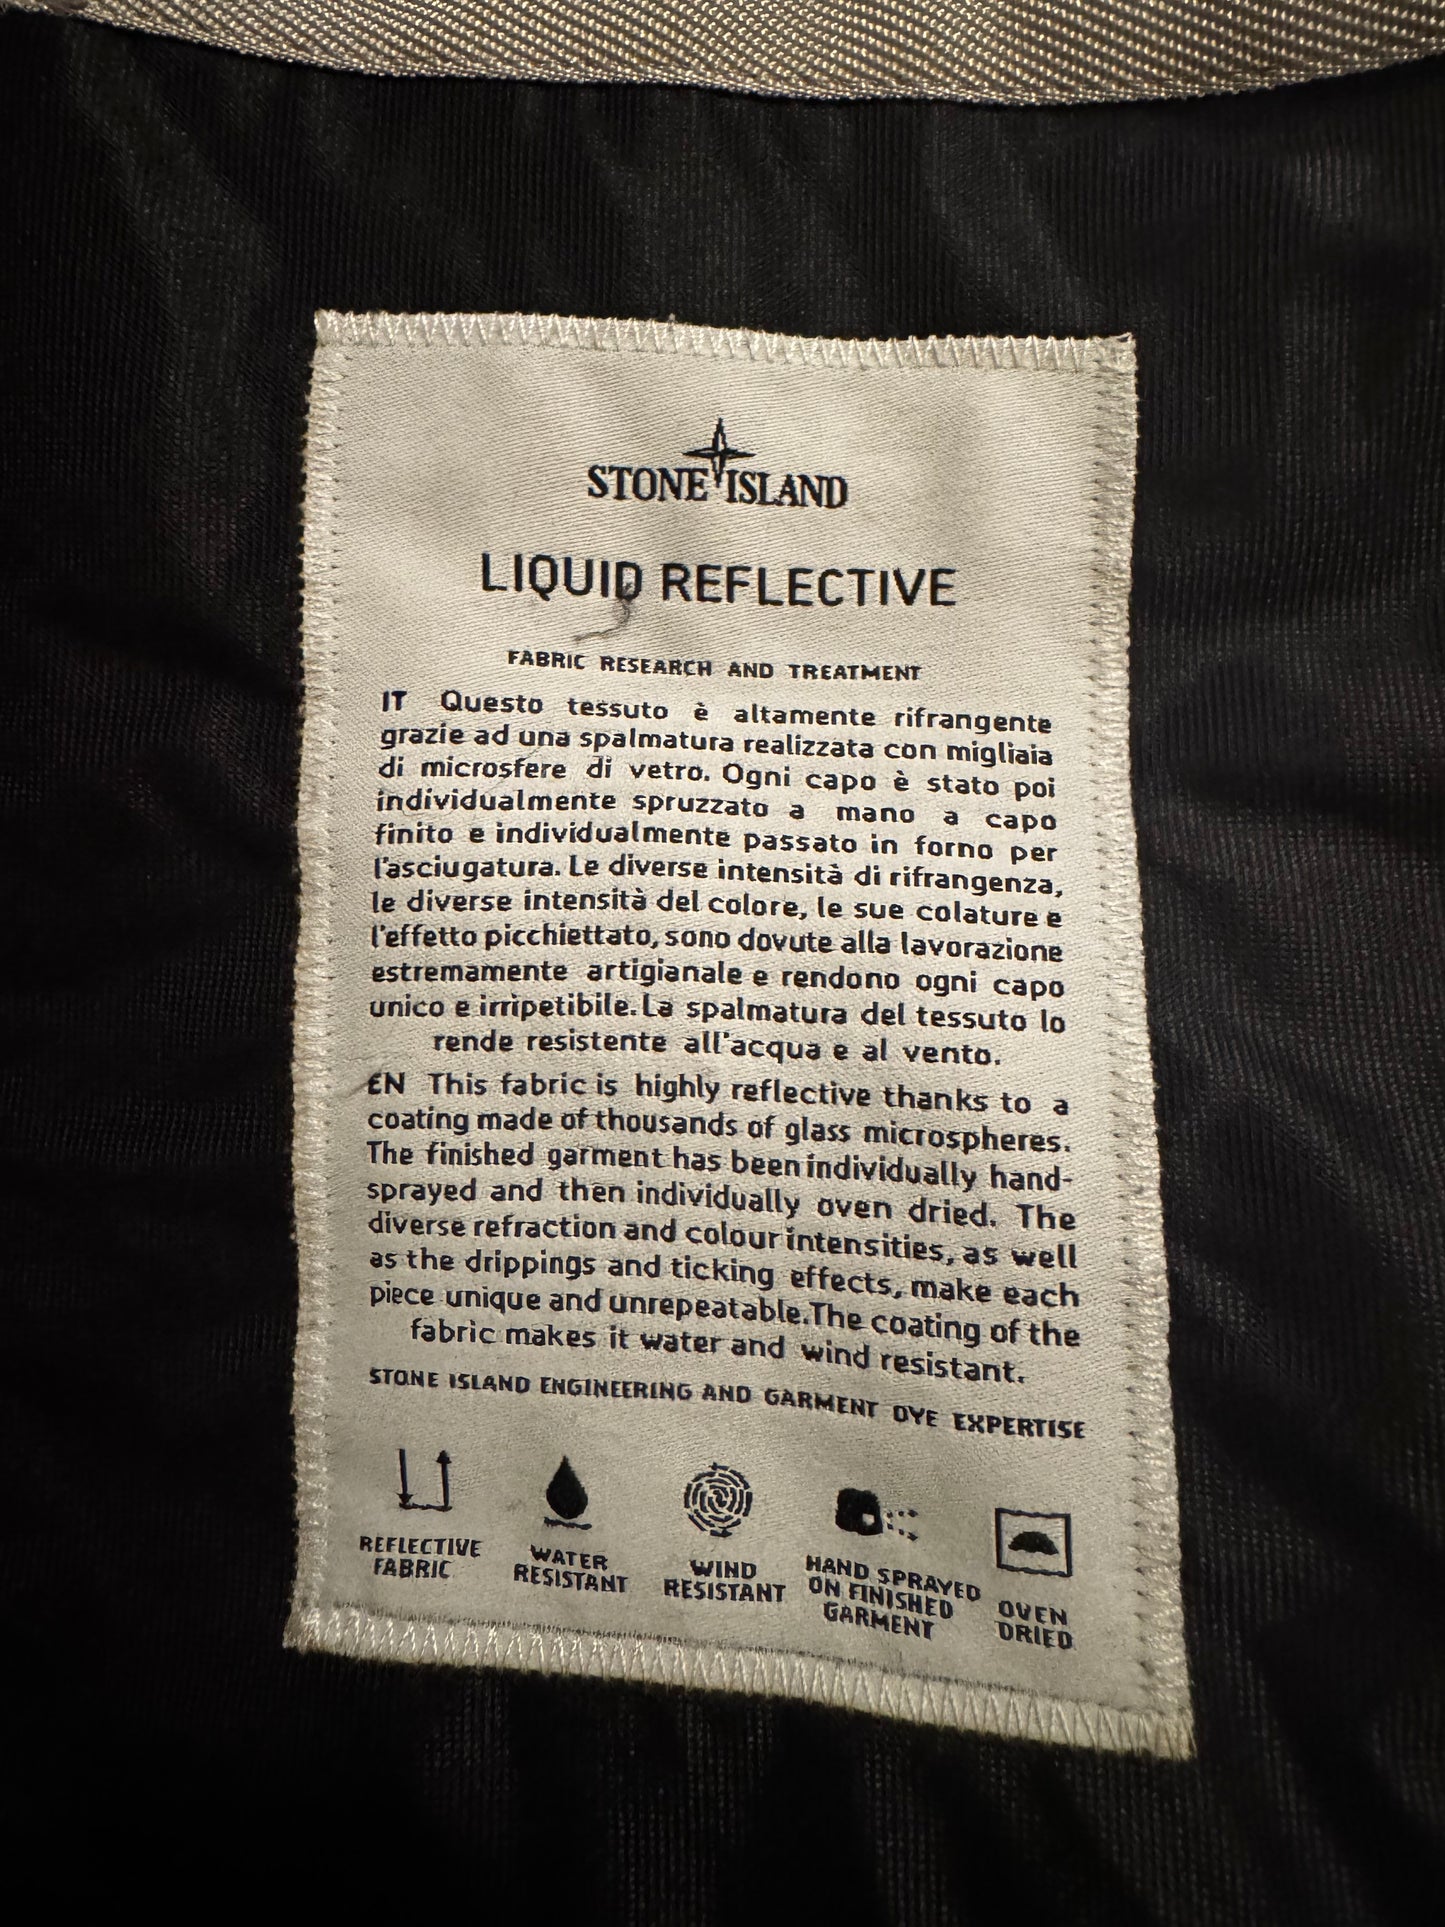 STONE ISLAND
LIQUID REFLECTIVE
FABRIC RESEARCH AND TREATMENT
IT Questo tessuto è altamente rifrangente
grazie ad una spalmatura realizzata con migliaia
di microsfere di vetro. Ogni capo è stato poi
individualmente spruzzato a mano a capo
finito e individualmente passato in forno per
l'asciugatura. Le diverse intensità di rifrangenza,
le diverse intensità del colore, le sue colature e
l'effetto picchiettato, sono dovute alla lavorazione
estremamente artigianale e rendono ogni capo
unico e irripetibile. La spalmatura del tessuto lo
rende resistente all'acqua e al vento.
EN This fabric is highly reflective thanks to a
coating made of thousands of glass microspheres.
The finished garment has been individually hand-
sprayed and then individually oven dried. The
diverse refraction and colour intensities, as well
as the drippings and ticking effects, make each
piece unique and unrepeatable. The coating of the
fabric makes it water and wind resistant.
STONE ISLAND ENGINEERING AND GARMENT DYE EXPERTISE
REFLECTIVE
FABRIC
WATER
RESISTANT
WIND
RESISTANT
HAND SPRAYED
ON FINISHED
GARMENT
OVEN
DRIED